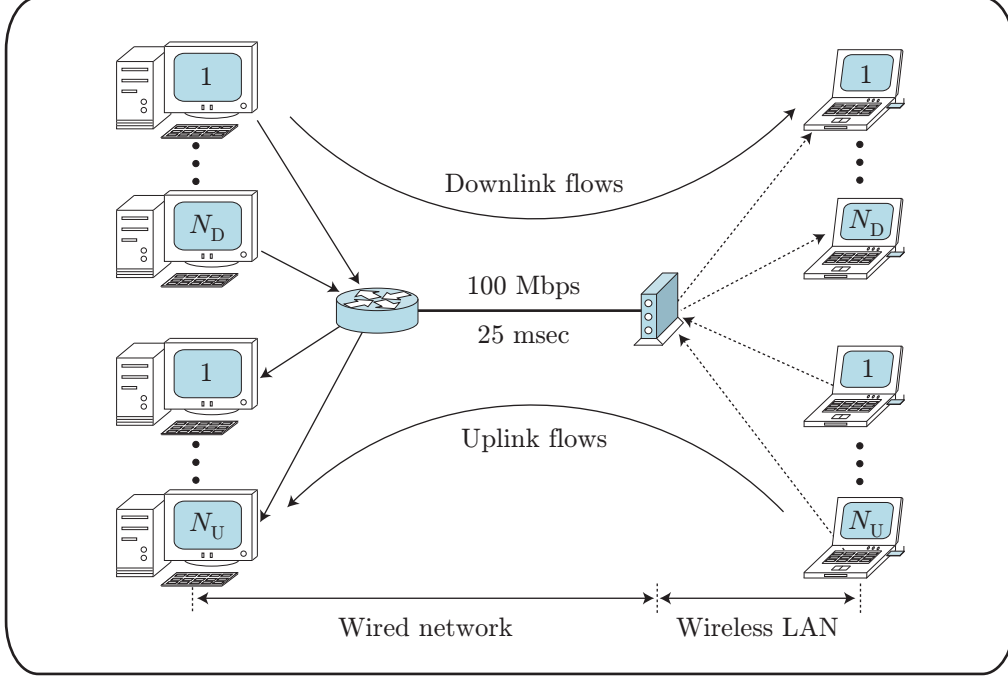 1
1
Downlink flows
N_D
N_D
100 Mbps
25 msec
1
1
Uplink flows
N_U
N_U
Wired network
Wireless LAN